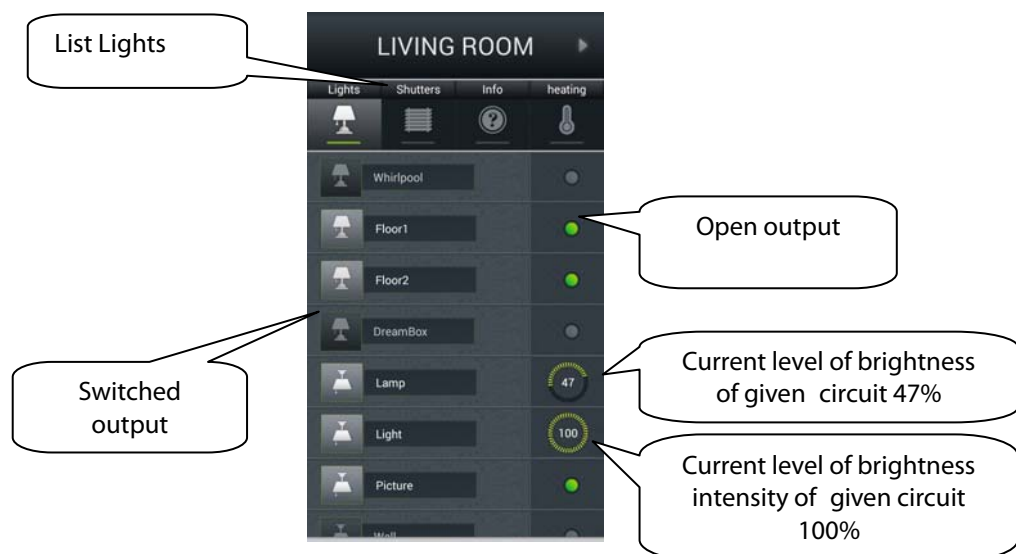 List Lights
LIVING ROOM
Lights Shutters Info heating
Whirlpool
Floor1
Open output
Floor2
DreamBox
Switched
output
Lamp
47
Current level of brightness
of given circuit 47%
Light
100
Current level of brightness
intensity of given circuit
100%
Picture
Wall